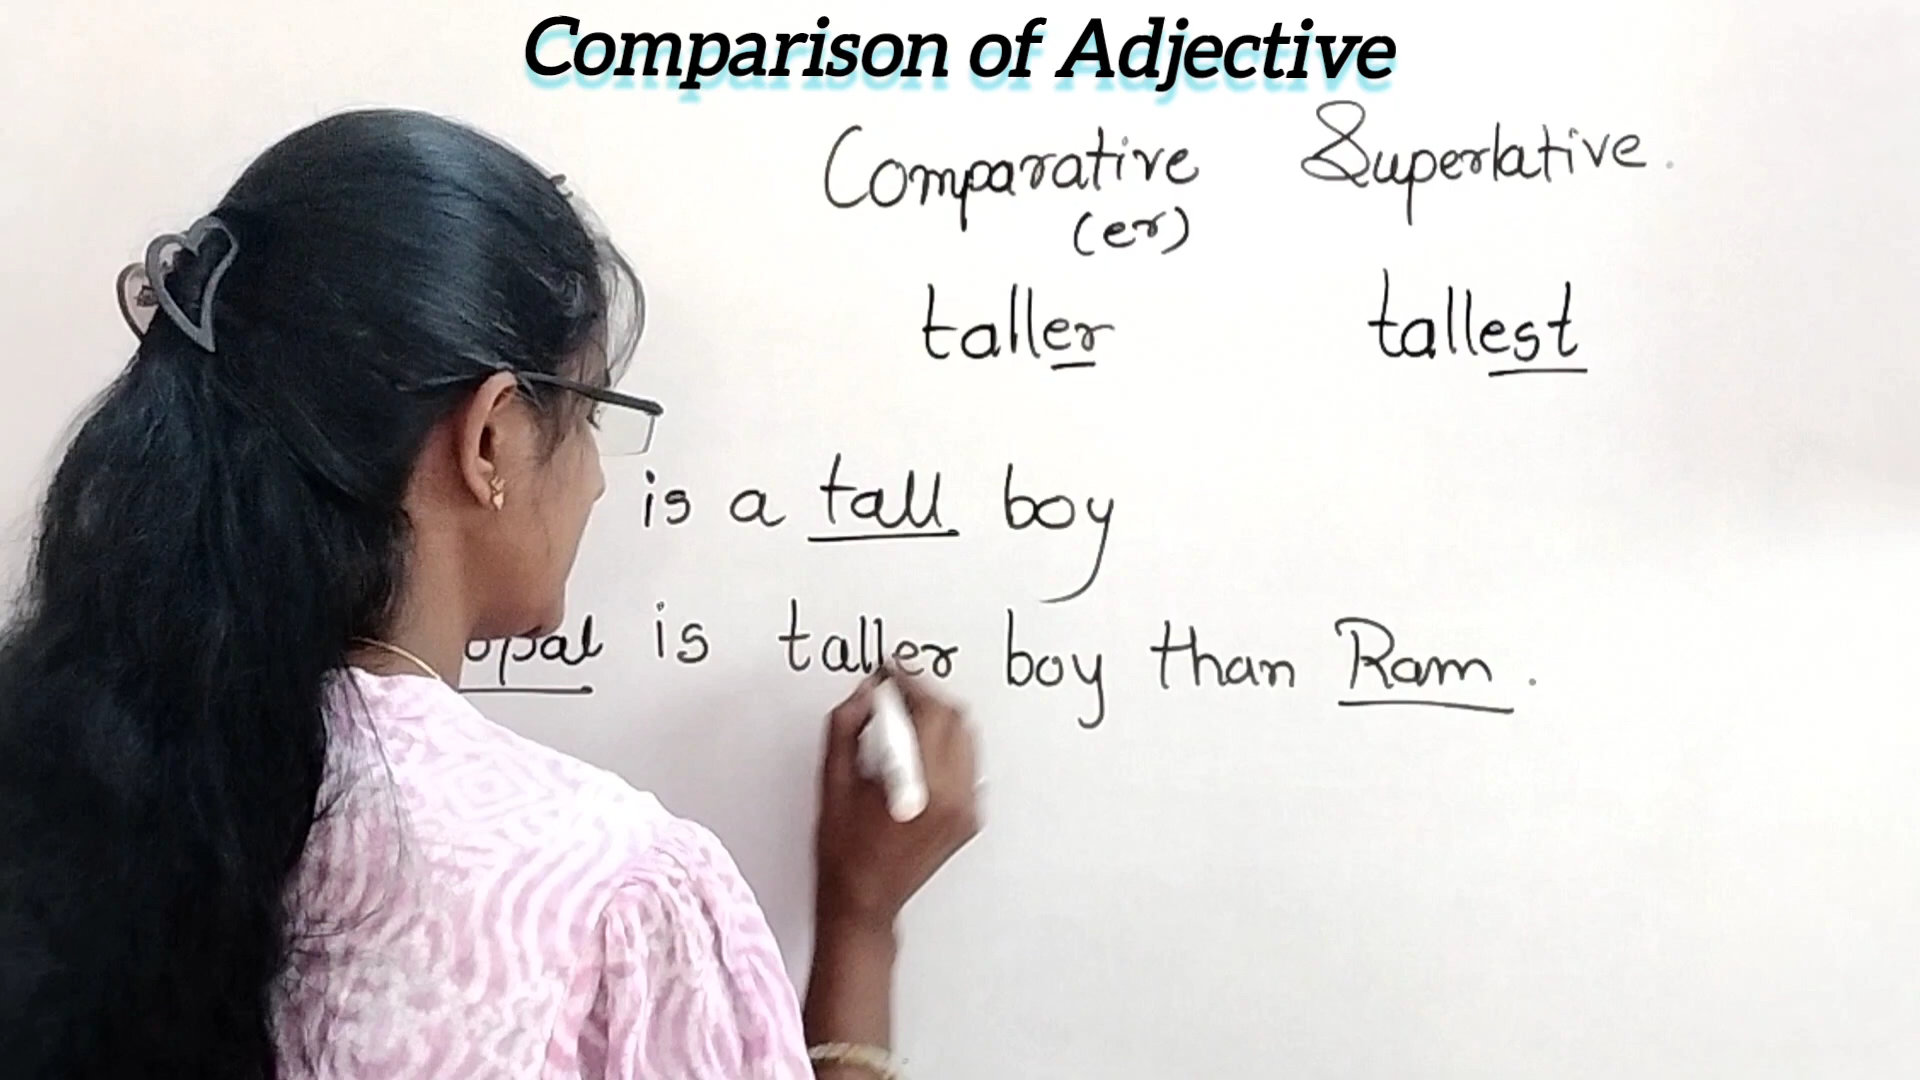 Comparison of Adjective
Comparative Superlative.
(er)
taller tallest
is a tall boy
is taller boy than Ram.